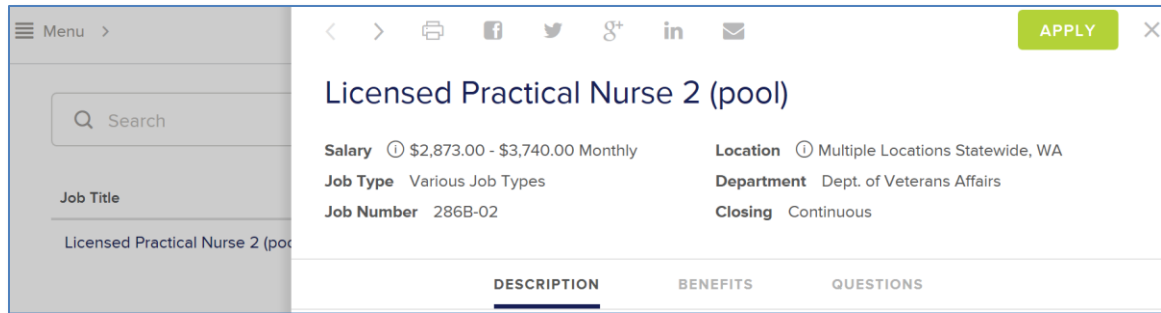 Menu >
APPLY
Search
Licensed Practical Nurse 2 (pool)
Salary $2,873.00 - $3,740.00 Monthly
Location Multiple Locations Statewide, WA
Job Type Various Job Types
Department Dept. of Veterans Affairs
Job Number 286B-02
Closing Continuous
Job Title
Licensed Practical Nurse 2 (poo
DESCRIPTION
BENEFITS
QUESTIONS